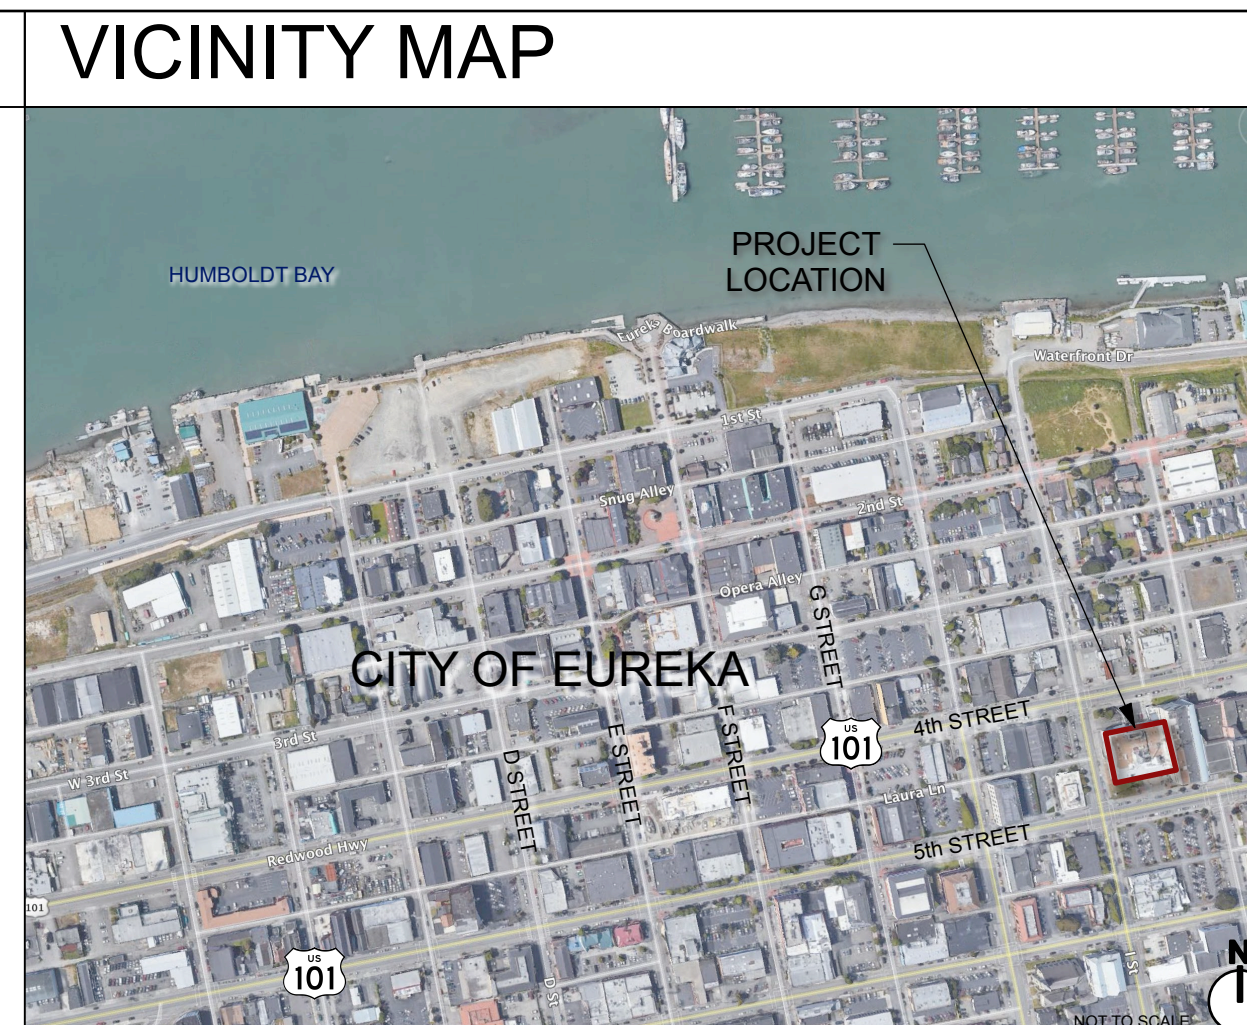 VICINITY MAP
HUMBOLDT BAY
PROJECT
LOCATION
Eureka Boardwalk
Waterfront Dr
1st St
Snug Alley
2nd St
Opera Alley
G STREET
CITY OF EUREKA
F STREET
E STREET
D STREET
US
101
4th STREET
3rd St
W 3rd St
Laura Ln
5th STREET
Redwood Hwy
101
US
101
D St
I St
N
NOT TO SCALE